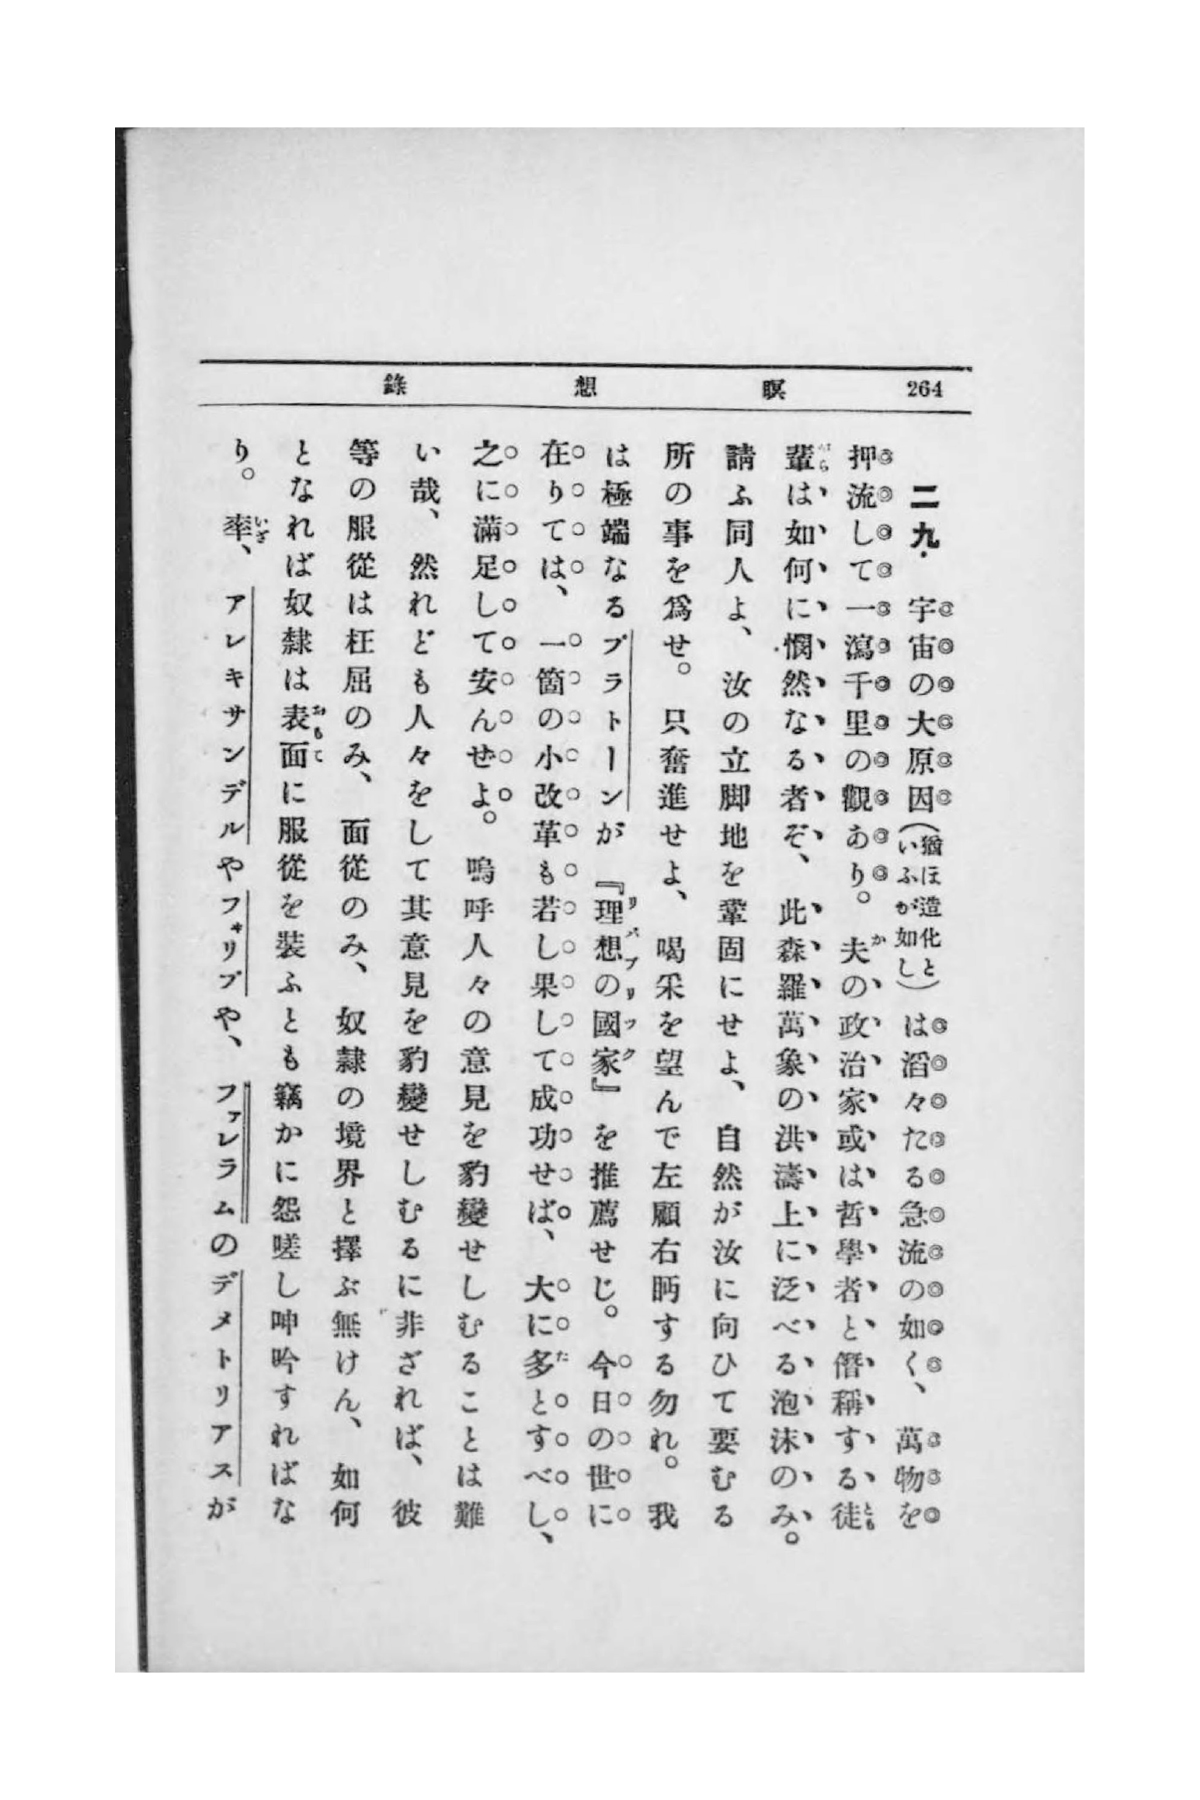 264 瞑想錄
二九. 宇宙の大原因(猶ほ造化といふが如し)は滔々たる急流の如く、萬物を
押流して一瀉千里の觀あり。夫の政治家或は哲學者と僭稱する徒
輩は如何に憫然なる者ぞ、此森羅萬象の洪濤上に泛べる泡沫のみ。
請ふ同人よ、汝の立脚地を鞏固にせよ、自然が汝に向ひて要むる
所の事を爲せ。只奮進せよ、喝采を望んで左顧右眄する勿れ。我
は極端なるプラトーンが『理想の國家』を推薦せじ。今日の世に
在りては、一箇の小改革も若し果して成功せば、大に多とすべし、
之に滿足して安んぜよ。嗚呼人々の意見を豹變せしむることは難
い哉、然れども人々をして其意見を豹變せしむるに非ざれば、彼
等の服從は枉屈のみ、面從のみ、奴隷の境界と擇ぶ無けん、如何
となれば奴隸は表面に服從を裝ふとも竊かに怨嗟し呻吟すればな
り。率、アレキサンデルやフ井リプや、ファレラムのデメトリアスが